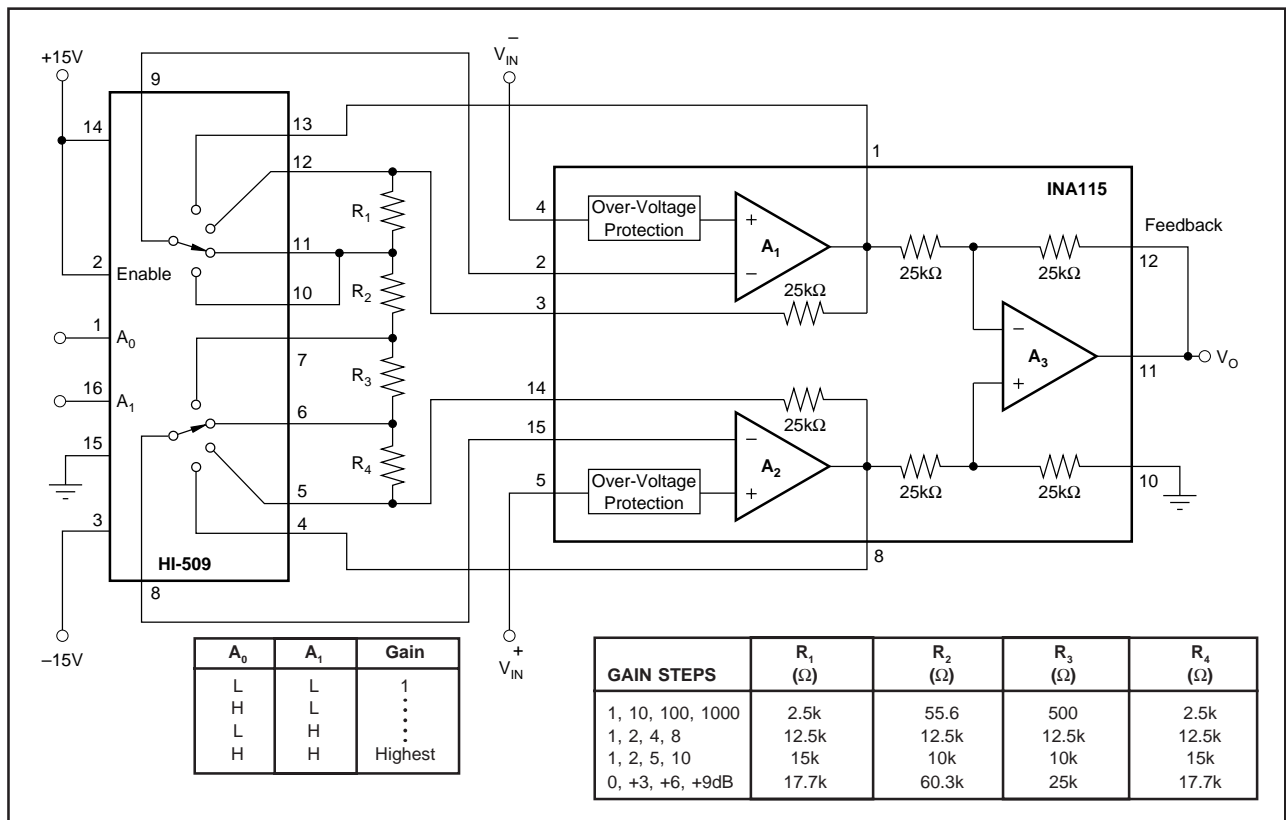 +15V
9
14
2
Enable
1
A0
16
A1
15
3
–15V
HI-509
8
13
12
11
10
7
6
5
4
R1
R2
R3
R4
V–IN
V+IN
INA115
1
4
Over-Voltage
Protection
+
A1
–
2
3
25kΩ
25kΩ
25kΩ
Feedback
12
–
A3
+
11
VO
14
25kΩ
15
–
A2
+
5
Over-Voltage
Protection
25kΩ
25kΩ
10
8
A0 A1 Gain
L L 1
H L
L H
H H Highest
GAIN STEPS R1 (Ω) R2 (Ω) R3 (Ω) R4 (Ω)
1, 10, 100, 1000 2.5k 55.6 500 2.5k
1, 2, 4, 8 12.5k 12.5k 12.5k 12.5k
1, 2, 5, 10 15k 10k 10k 15k
0, +3, +6, +9dB 17.7k 60.3k 25k 17.7k